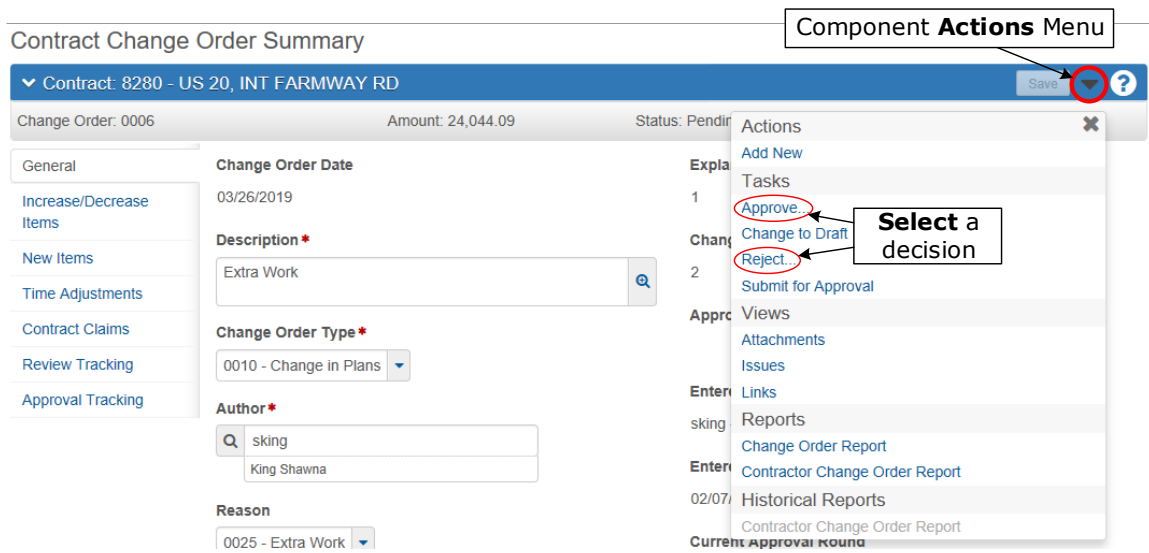 Component Actions Menu
Contract Change Order Summary
Contract: 8280 - US 20, INT FARMWAY RD
Save
?
Change Order: 0006
Amount: 24,044.09
Status: Pendin
General
Increase/Decrease
Items
New Items
Time Adjustments
Contract Claims
Review Tracking
Approval Tracking
Change Order Date
03/26/2019
Description*
Extra Work
Change Order Type*
0010 - Change in Plans
Author*
sking
King Shawna
Reason
0025 - Extra Work
Expla
1
Chang
2
Appro
Entere
sking
Entere
02/07/
Current Approval Round
Actions
Add New
Tasks
Approve...
Change to Draft
Reject...
Submit for Approval
Views
Attachments
Issues
Links
Reports
Change Order Report
Contractor Change Order Report
Historical Reports
Contractor Change Order Report
Select a
decision